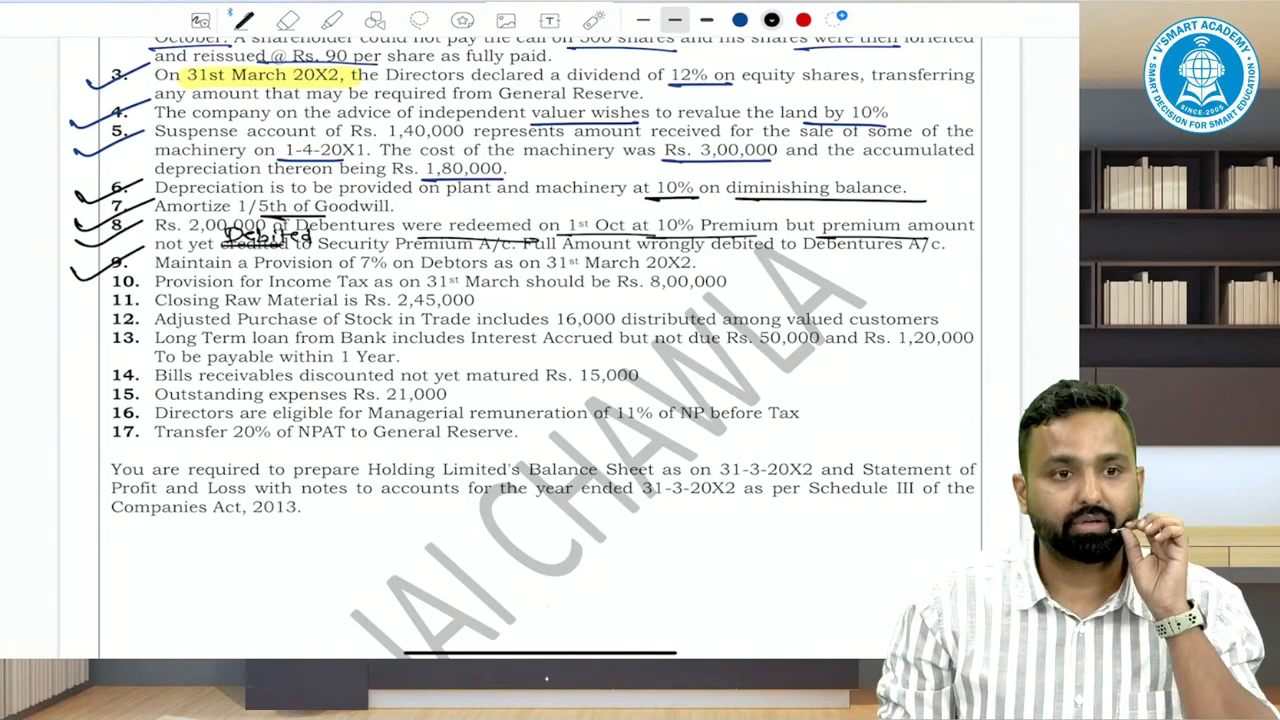 October. A shareholder could not pay the call on 500 shares and his shares were then forfeited
and reissued @ Rs. 90 per share as fully paid.
3. On 31st March 20X2, the Directors declared a dividend of 12% on equity shares, transferring
any amount that may be required from General Reserve.
4. The company on the advice of independent valuer wishes to revalue the land by 10%
5. Suspense account of Rs. 1,40,000 represents amount received for the sale of some of the
machinery on 1-4-20X1. The cost of the machinery was Rs. 3,00,000 and the accumulated
depreciation thereon being Rs. 1,80,000.
6. Depreciation is to be provided on plant and machinery at 10% on diminishing balance.
7. Amortize 1/5th of Goodwill.
8 Rs. 2,00,000 of Debentures were redeemed on 1st Oct at 10% Premium but premium amount
Debited
not yet credited to Security Premium A/c. Full Amount wrongly debited to Debentures A/c.
9. Maintain a Provision of 7% on Debtors as on 31st March 20X2.
10. Provision for Income Tax as on 31st March should be Rs. 8,00,000
11. Closing Raw Material is Rs. 2,45,000
12. Adjusted Purchase of Stock in Trade includes 16,000 distributed among valued customers
13. Long Term loan from Bank includes Interest Accrued but not due Rs. 50,000 and Rs. 1,20,000
To be payable within 1 Year.
14. Bills receivables discounted not yet matured Rs. 15,000
15. Outstanding expenses Rs. 21,000
16. Directors are eligible for Managerial remuneration of 11% of NP before Tax
17. Transfer 20% of NPAT to General Reserve.
You are required to prepare Holding Limited's Balance Sheet as on 31-3-20X2 and Statement of
Profit and Loss with notes to accounts for the year ended 31-3-20X2 as per Schedule III of the
Companies Act, 2013.
JAI CHAWLA
V'SMART ACADEMY
SMART DECISION FOR SMART EDUCATION
SINCE-2005